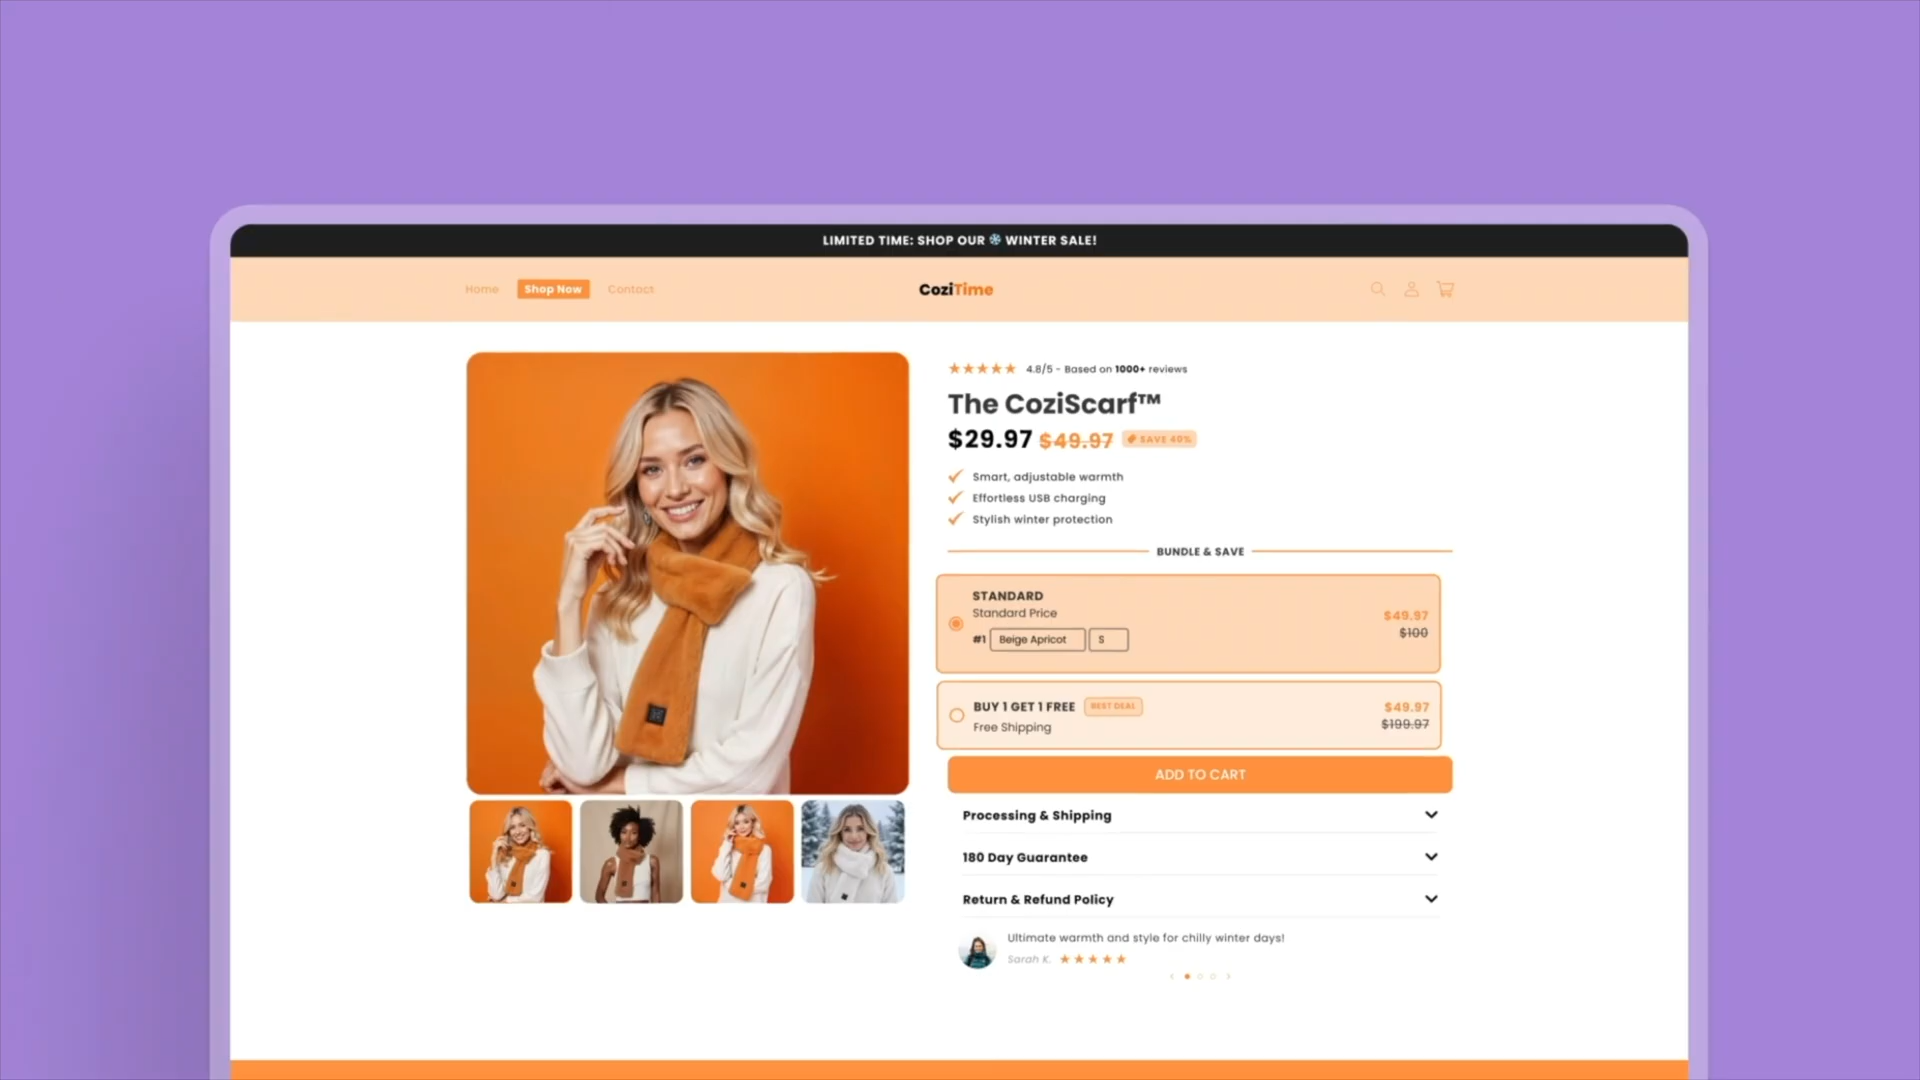 LIMITED TIME: SHOP OUR ❄ WINTER SALE!
Home Shop Now Contact CoziTime
4.8/5 - Based on 1000+ reviews
The CoziScarf™
$29.97 $49.97 SAVE 40%
Smart, adjustable warmth
Effortless USB charging
Stylish winter protection
BUNDLE & SAVE
STANDARD
Standard Price
$49.97
$100
#1 Beige Apricot S
BUY 1 GET 1 FREE BEST DEAL
Free Shipping
$49.97
$199.97
ADD TO CART
Processing & Shipping
180 Day Guarantee
Return & Refund Policy
Ultimate warmth and style for chilly winter days!
Sarah K.